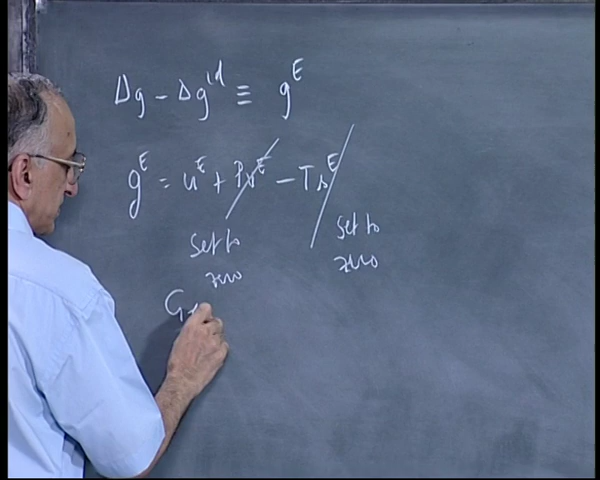 Δg - Δg^id ≡ g^E
g^E = u^E + Pv^E - Ts^E
set to zero
set to zero
G